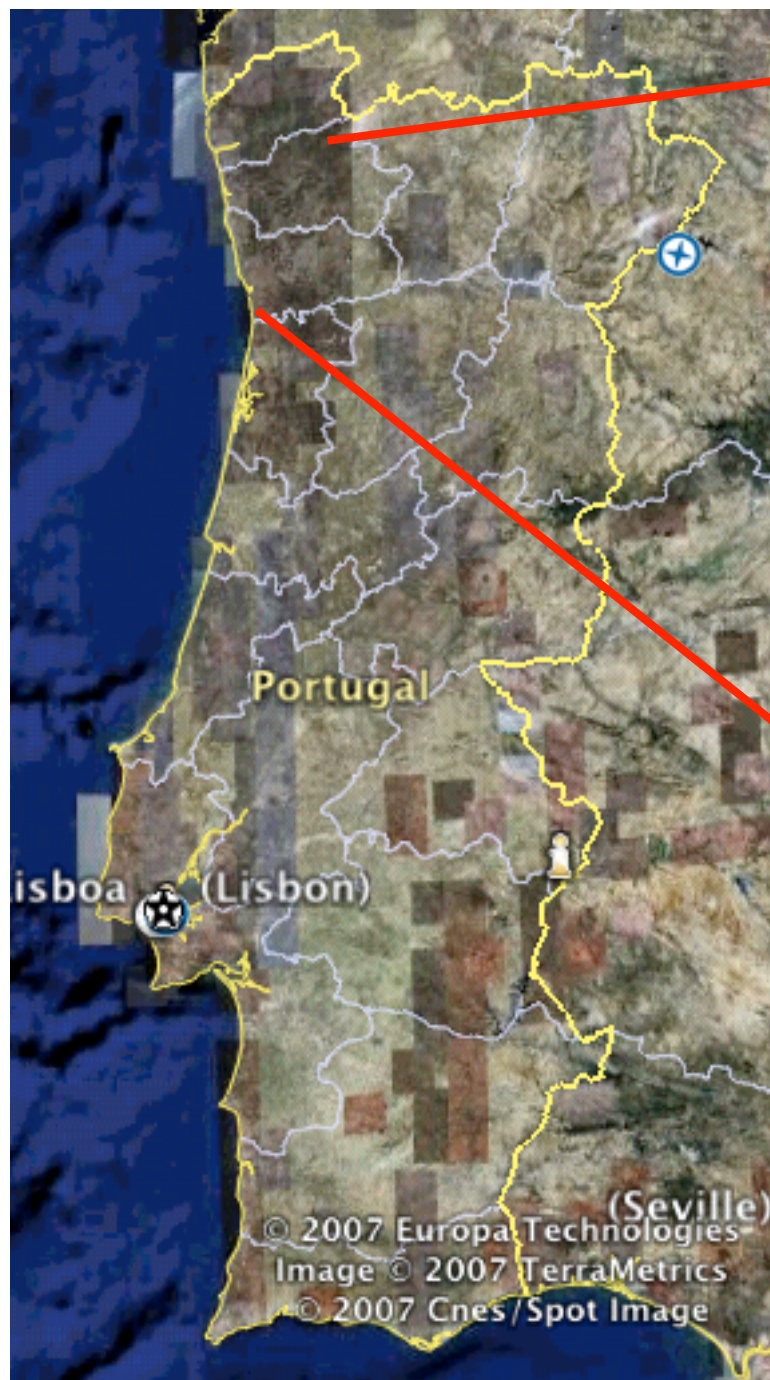 Portugal
isboa (Lisbon)
(Seville)
© 2007 Europa Technologies
Image © 2007 TerraMetrics
© 2007 Cnes/Spot Image